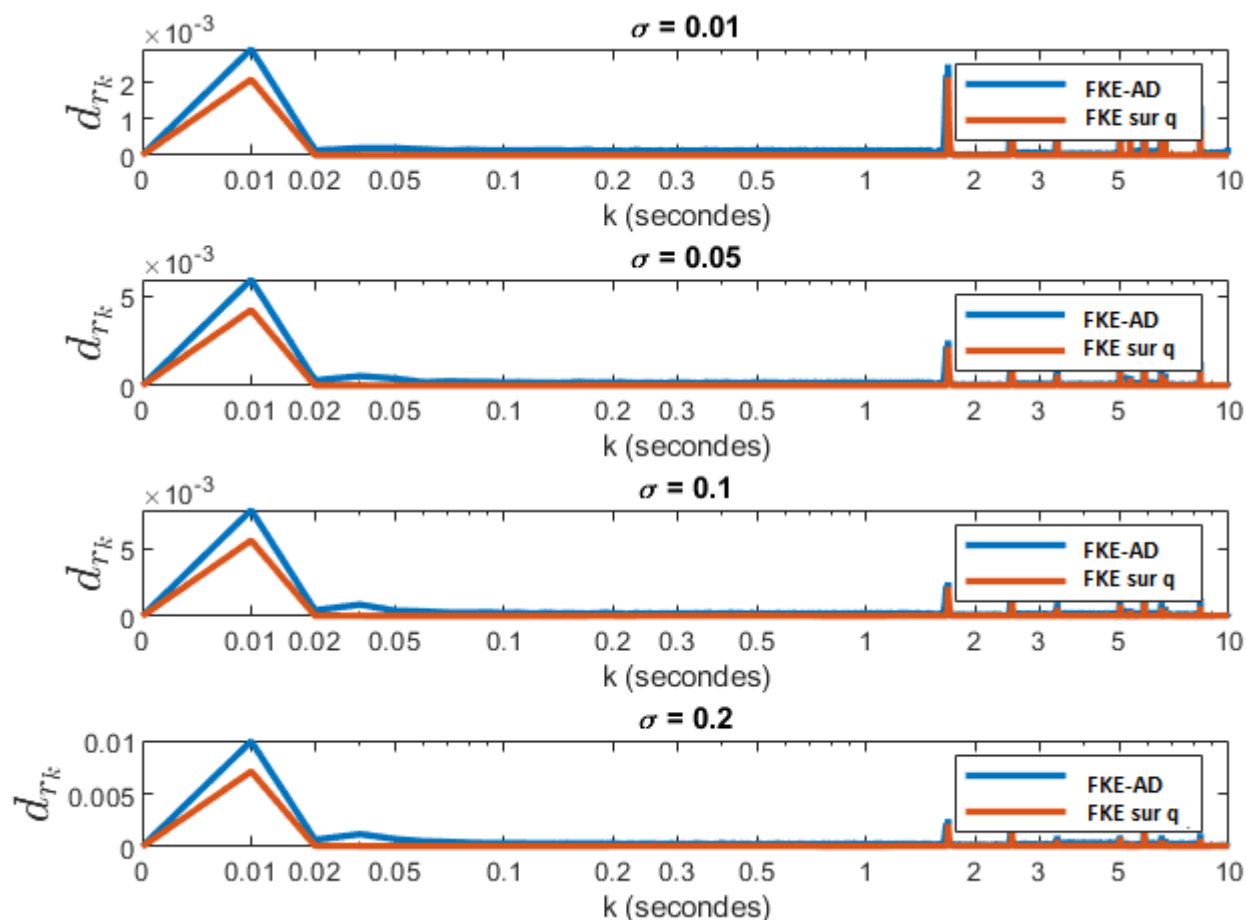 × 10⁻³
σ = 0.01
d_{r_k}
2
1
0
FKE-AD
FKE sur q
0 0.01 0.02 0.05 0.1 0.2 0.3 0.5 1 2 3 5 10
k (secondes)
× 10⁻³
σ = 0.05
d_{r_k}
5
0
FKE-AD
FKE sur q
0 0.01 0.02 0.05 0.1 0.2 0.3 0.5 1 2 3 5 10
k (secondes)
× 10⁻³
σ = 0.1
d_{r_k}
5
0
FKE-AD
FKE sur q
0 0.01 0.02 0.05 0.1 0.2 0.3 0.5 1 2 3 5 10
k (secondes)
σ = 0.2
d_{r_k}
0.01
0.005
0
FKE-AD
FKE sur q
0 0.01 0.02 0.05 0.1 0.2 0.3 0.5 1 2 3 5 10
k (secondes)